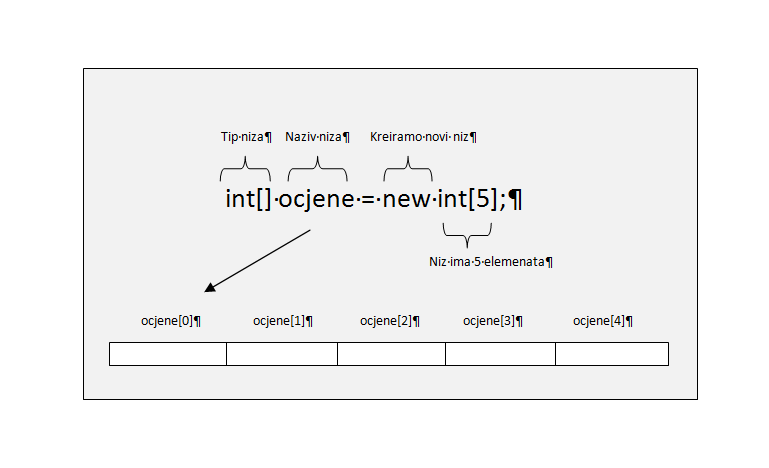 Tip·niza¶ Naziv·niza¶ Kreiramo·novi·niz¶
int[]·ocjene·=·new·int[5];¶
Niz·ima·5·elemenata¶
ocjene[0]¶ ocjene[1]¶ ocjene[2]¶ ocjene[3]¶ ocjene[4]¶